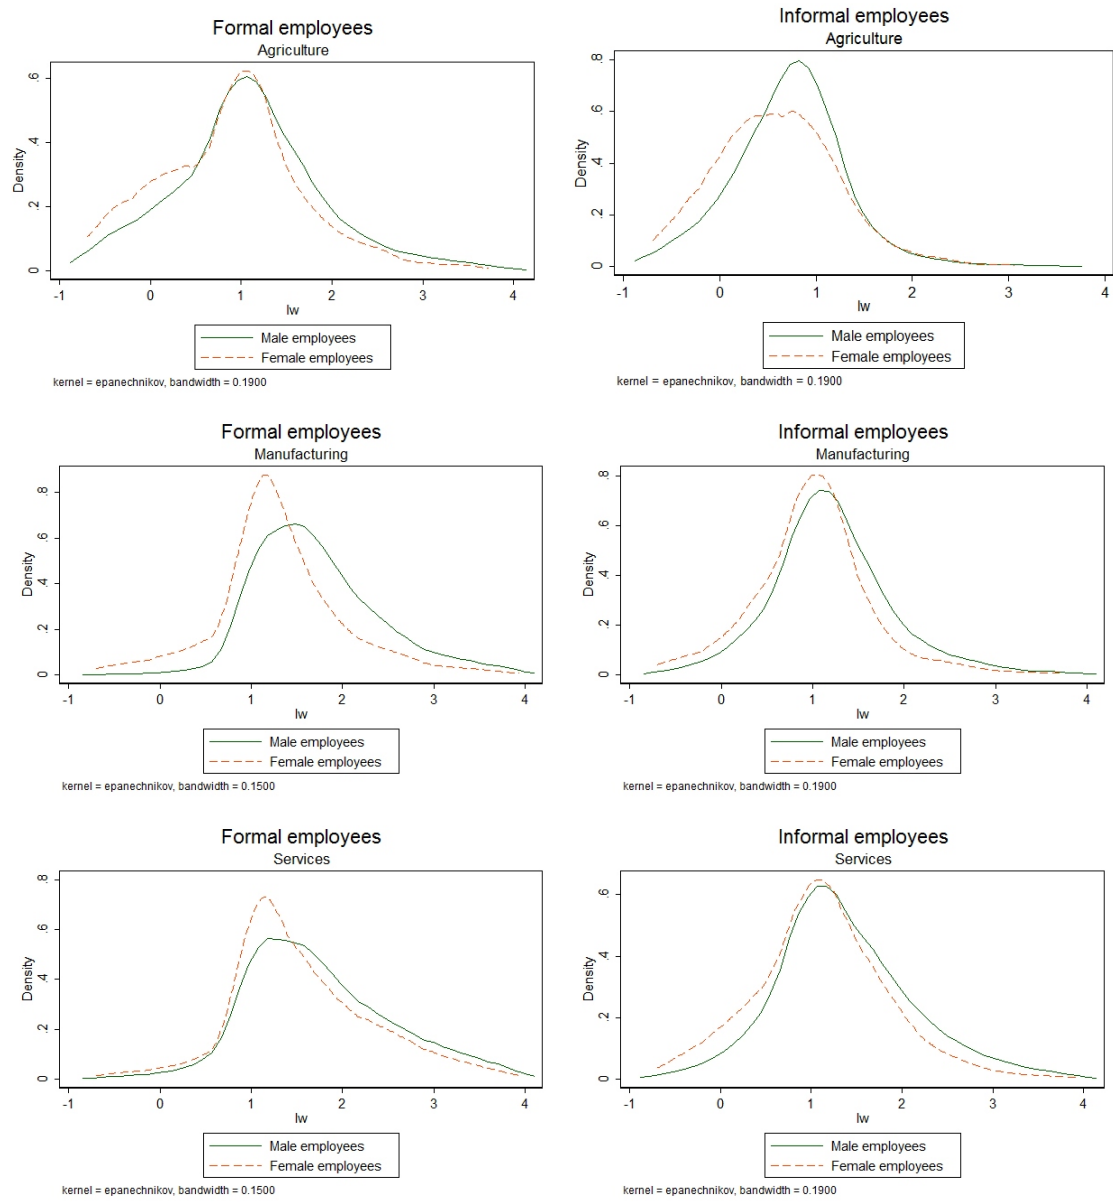 Formal employees
Agriculture
Density
0 .2 .4 .6
-1 0 1 2 3 4
lw
Male employees
Female employees
kernel = epanechnikov, bandwidth = 0.1900
Informal employees
Agriculture
Density
0 .2 .4 .6 .8
-1 0 1 2 3 4
lw
Male employees
Female employees
kernel = epanechnikov, bandwidth = 0.1900
Formal employees
Manufacturing
Density
0 .2 .4 .6 .8
-1 0 1 2 3 4
lw
Male employees
Female employees
kernel = epanechnikov, bandwidth = 0.1500
Informal employees
Manufacturing
Density
0 .2 .4 .6 .8
-1 0 1 2 3 4
lw
Male employees
Female employees
kernel = epanechnikov, bandwidth = 0.1900
Formal employees
Services
Density
0 .2 .4 .6 .8
-1 0 1 2 3 4
lw
Male employees
Female employees
kernel = epanechnikov, bandwidth = 0.1500
Informal employees
Services
Density
0 .2 .4 .6
-1 0 1 2 3 4
lw
Male employees
Female employees
kernel = epanechnikov, bandwidth = 0.1900